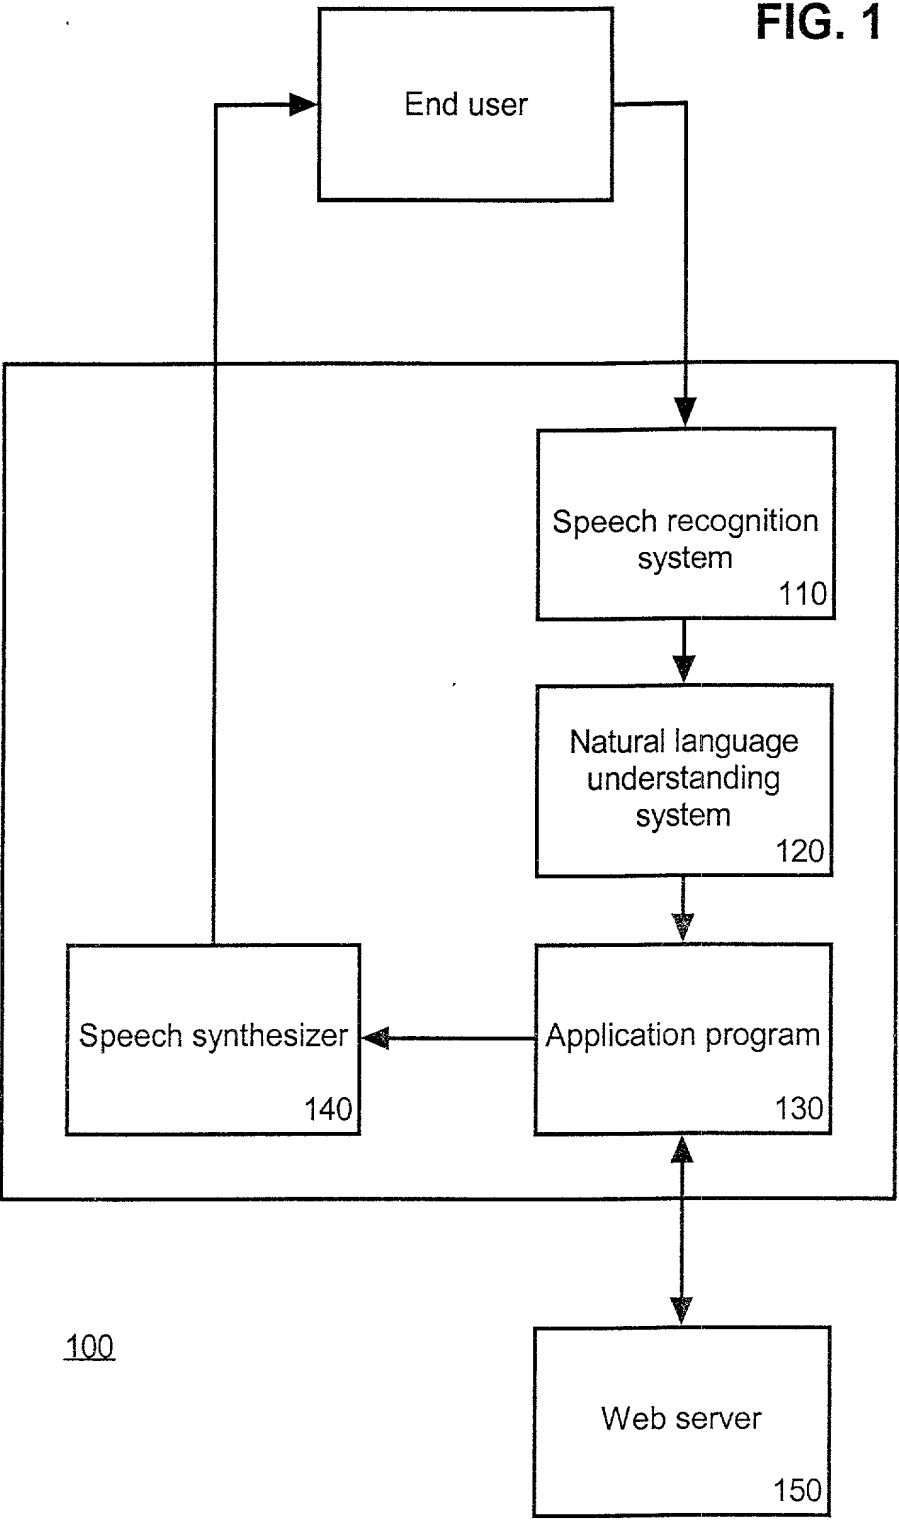 FIG. 1
End user
Speech recognition
system
110
Natural language
understanding
system
120
Speech synthesizer
140
Application program
130
100
Web server
150